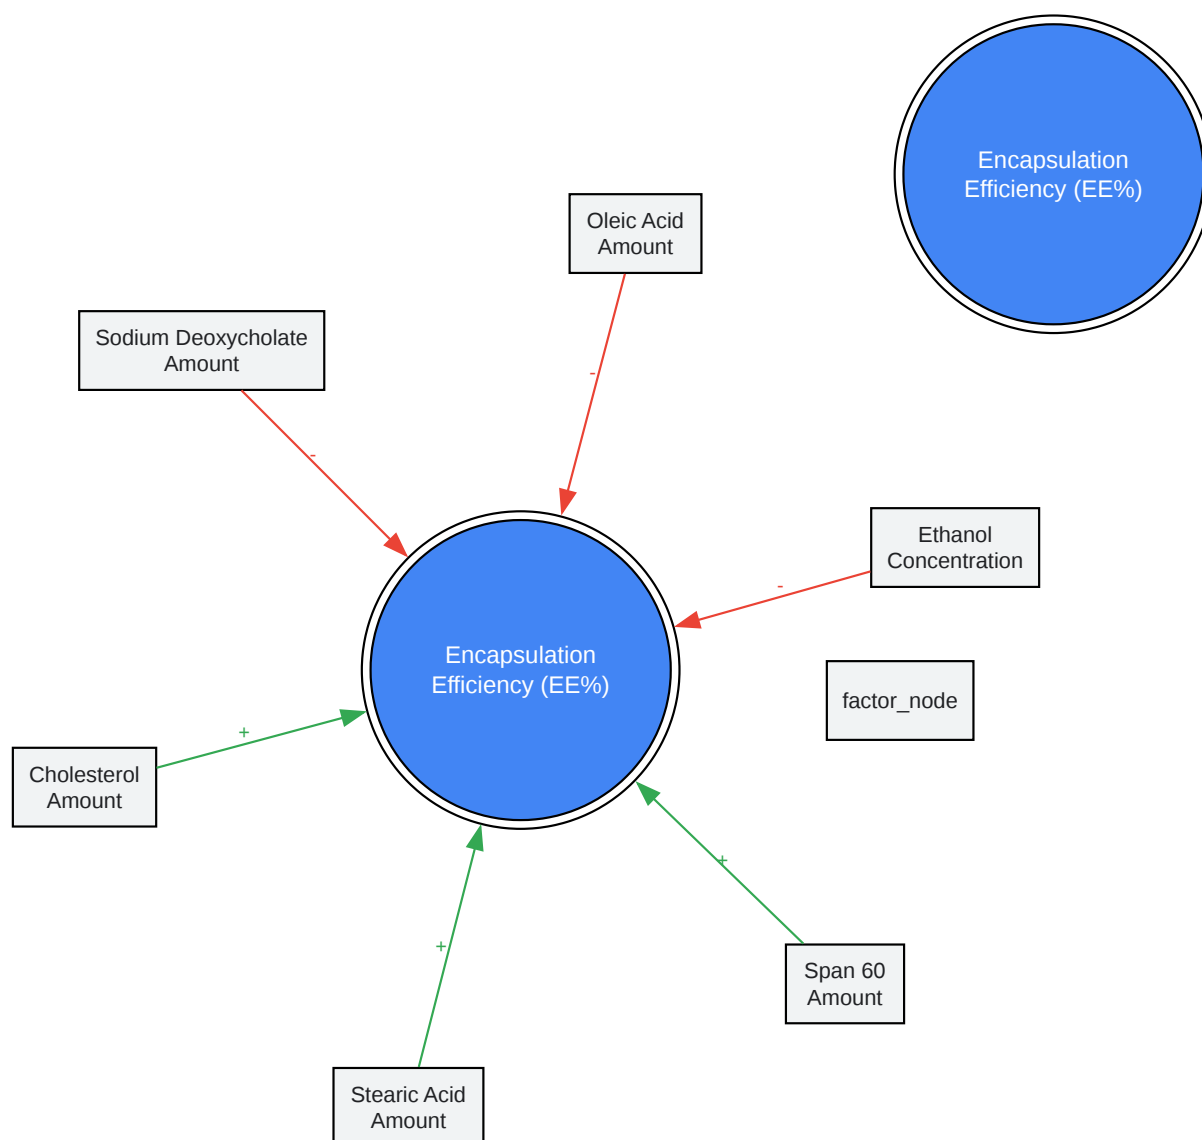 Encapsulation
Efficiency (EE%)
Oleic Acid
Amount
Sodium Deoxycholate
Amount
-
-
Ethanol
Concentration
-
Encapsulation
Efficiency (EE%)
factor_node
+
Cholesterol
Amount
+
+
Span 60
Amount
Stearic Acid
Amount